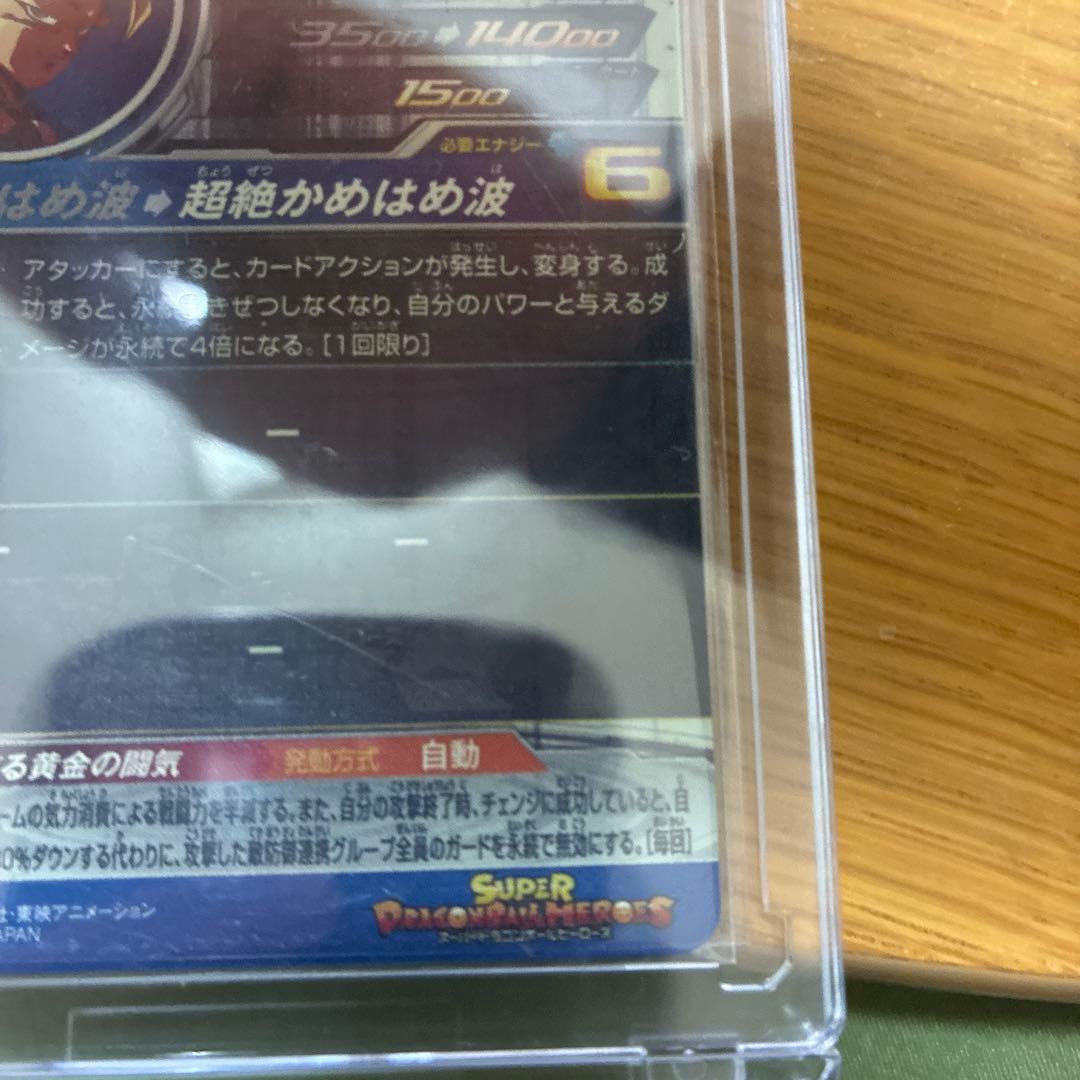 3500➡14000
ガード
1500
必要エナジー
6
はめ波➡超絶かめはめ波
アタッカーにすると、カードアクションが発生し、変身する。成
功すると、永 きぜつしなくなり、自分のパワーと与えるダ
メージが永続で4倍になる。[1回限り]
ー
ー
ー
る黄金の闘気 発動方式 自動
ームの気力消費による戦闘力を半減する。また、自分の攻撃終了時、チェンジに成功していると、自
0%ダウンする代わりに、攻撃した敵防御連携グループ全員のガードを永続で無効にする。[毎回]
社・東映アニメーション
APAN
SUPER
DRAGONBALL HEROES
スーパードラゴンボールヒーローズ